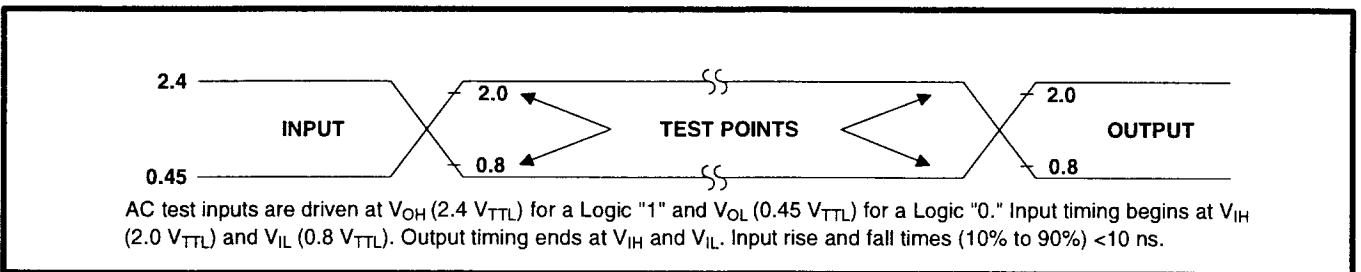 2.4
2.0
2.0
INPUT
TEST POINTS
OUTPUT
0.8
0.8
0.45
AC test inputs are driven at VOH (2.4 VTTL) for a Logic "1" and VOL (0.45 VTTL) for a Logic "0." Input timing begins at VIH
(2.0 VTTL) and VIL (0.8 VTTL). Output timing ends at VIH and VIL. Input rise and fall times (10% to 90%) <10 ns.